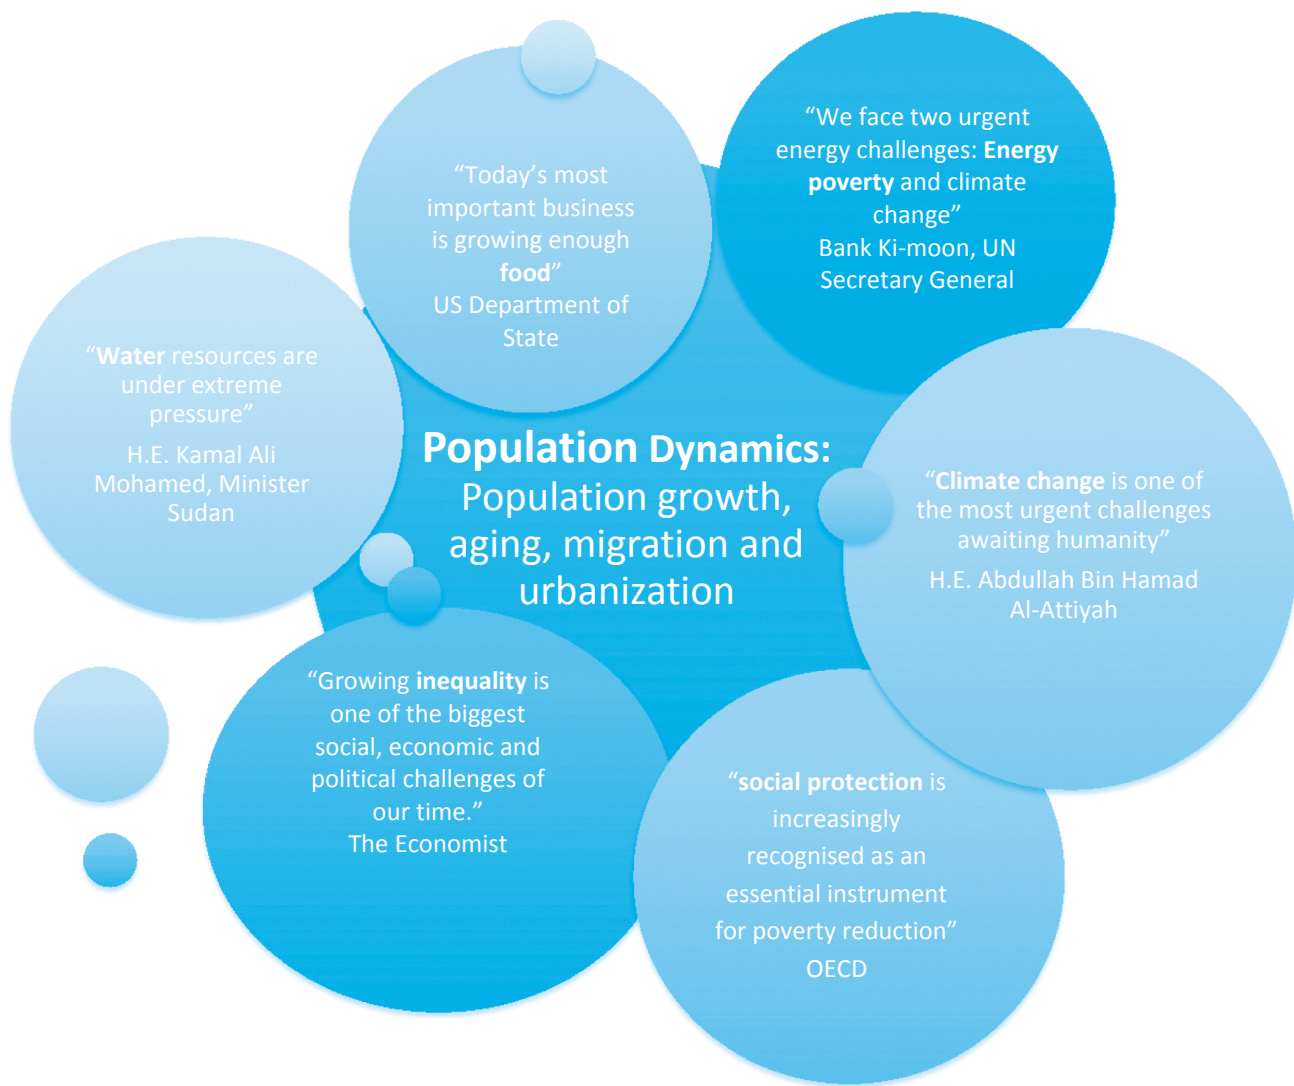 “Today’s most
important business
is growing enough
food”
US Department of
State
“We face two urgent
energy challenges: Energy
poverty and climate
change”
Bank Ki-moon, UN
Secretary General
“Water resources are
under extreme
pressure”
H.E. Kamal Ali
Mohamed, Minister
Sudan
Population Dynamics:
Population growth,
aging, migration and
urbanization
“Climate change is one of
the most urgent challenges
awaiting humanity”
H.E. Abdullah Bin Hamad
Al-Attiyah
“Growing inequality is
one of the biggest
social, economic and
political challenges of
our time.”
The Economist
“social protection is
increasingly
recognised as an
essential instrument
for poverty reduction”
OECD